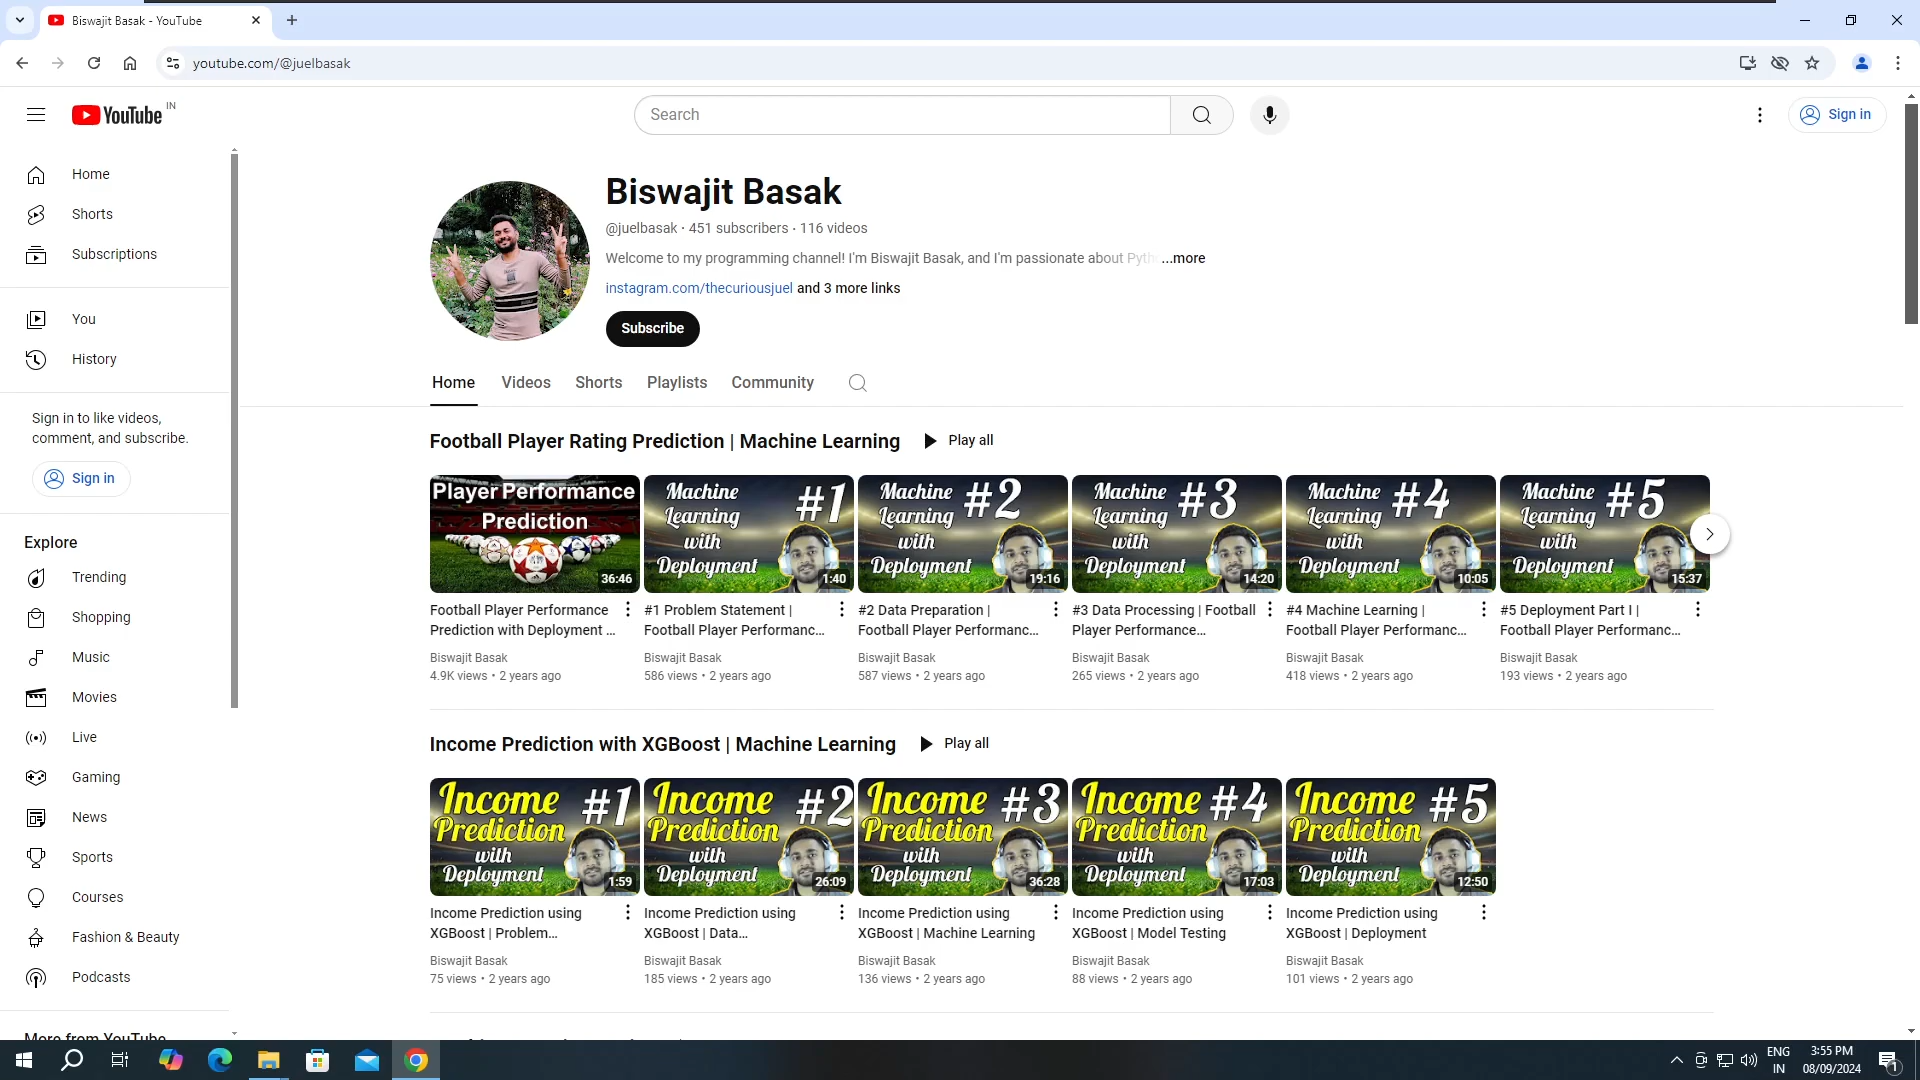 Biswajit Basak - YouTube
youtube.com/@juelbasak
YouTube IN
Search
Sign in
Home
Shorts
Subscriptions
You
History
Sign in to like videos,
comment, and subscribe.
Sign in
Explore
Trending
Shopping
Music
Movies
Live
Gaming
News
Sports
Courses
Fashion & Beauty
Podcasts
More from YouTube
Biswajit Basak
@juelbasak · 451 subscribers · 116 videos
Welcome to my programming channel! I'm Biswajit Basak, and I'm passionate about ...more
instagram.com/thecuriousjuel and 3 more links
Subscribe
Home Videos Shorts Playlists Community
Football Player Rating Prediction | Machine Learning Play all
Player Performance
Prediction
36:46
Football Player Performance
Prediction with Deployment ...
Biswajit Basak
4.9K views • 2 years ago
Machine
Learning
with
Deployment
#1
1:40
#1 Problem Statement |
Football Player Performanc...
Biswajit Basak
586 views • 2 years ago
Machine
Learning
with
Deployment
#2
19:16
#2 Data Preparation |
Football Player Performanc...
Biswajit Basak
587 views • 2 years ago
Machine
Learning
with
Deployment
#3
14:20
#3 Data Processing | Football
Player Performance...
Biswajit Basak
265 views • 2 years ago
Machine
Learning
with
Deployment
#4
10:05
#4 Machine Learning |
Football Player Performanc...
Biswajit Basak
418 views • 2 years ago
Machine
Learning
with
Deployment
#5
15:37
#5 Deployment Part I |
Football Player Performanc...
Biswajit Basak
193 views • 2 years ago
Income Prediction with XGBoost | Machine Learning Play all
Income
Prediction
with
Deployment
#1
1:59
Income Prediction using
XGBoost | Problem...
Biswajit Basak
75 views • 2 years ago
Income
Prediction
with
Deployment
#2
26:09
Income Prediction using
XGBoost | Data...
Biswajit Basak
185 views • 2 years ago
Income
Prediction
with
Deployment
#3
36:28
Income Prediction using
XGBoost | Machine Learning
Biswajit Basak
136 views • 2 years ago
Income
Prediction
with
Deployment
#4
17:03
Income Prediction using
XGBoost | Model Testing
Biswajit Basak
88 views • 2 years ago
Income
Prediction
with
Deployment
#5
12:50
Income Prediction using
XGBoost | Deployment
Biswajit Basak
101 views • 2 years ago
ENG
IN
3:55 PM
08/09/2024
1